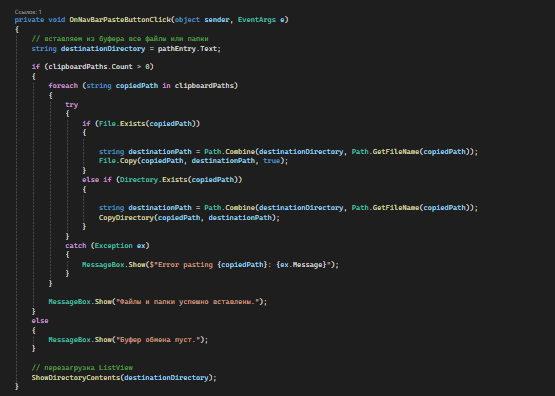 Ссылок: 1
private void OnNavBarPasteButtonClick(object sender, EventArgs e)
{
// вставляем из буфера все файлы или папки
string destinationDirectory = pathEntry.Text;
if (clipboardPaths.Count > 0)
{
foreach (string copiedPath in clipboardPaths)
{
try
{
if (File.Exists(copiedPath))
{
string destinationPath = Path.Combine(destinationDirectory, Path.GetFileName(copiedPath));
File.Copy(copiedPath, destinationPath, true);
}
else if (Directory.Exists(copiedPath))
{
string destinationPath = Path.Combine(destinationDirectory, Path.GetFileName(copiedPath));
CopyDirectory(copiedPath, destinationPath);
}
}
catch (Exception ex)
{
MessageBox.Show($"Error pasting {copiedPath}: {ex.Message}");
}
}
MessageBox.Show("Файлы и папки успешно вставлены.");
}
else
{
MessageBox.Show("Буфер обмена пуст.");
}
// перезагрузка ListView
ShowDirectoryContents(destinationDirectory);
}